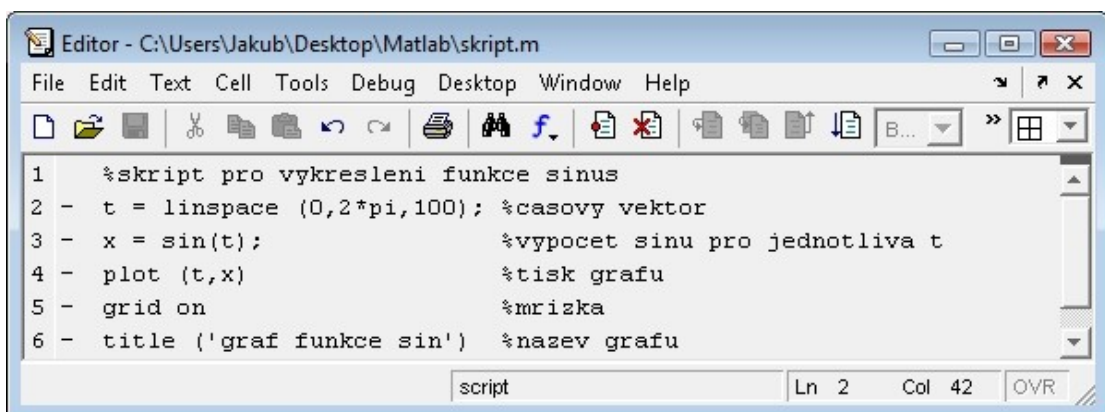 Editor - C:\Users\Jakub\Desktop\Matlab\skript.m
File Edit Text Cell Tools Debug Desktop Window Help
B...
1 %skript pro vykresleni funkce sinus
2 - t = linspace (0,2*pi,100); %casovy vektor
3 - x = sin(t); %vypocet sinu pro jednotliva t
4 - plot (t,x) %tisk grafu
5 - grid on %mrizka
6 - title ('graf funkce sin') %nazev grafu
script Ln 2 Col 42 OVR